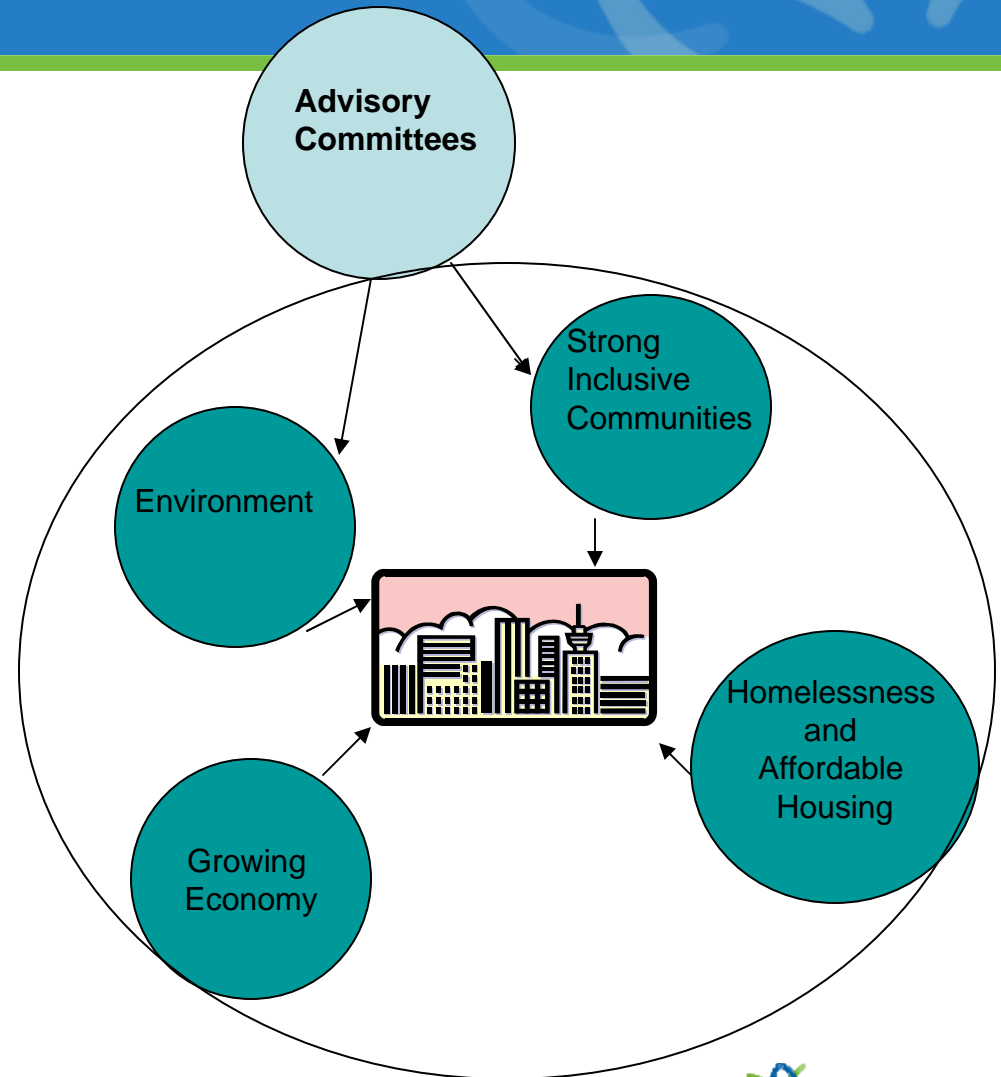 Advisory
Committees
Strong
Inclusive
Communities
Environment
Homelessness
and
Affordable
Housing
Growing
Economy